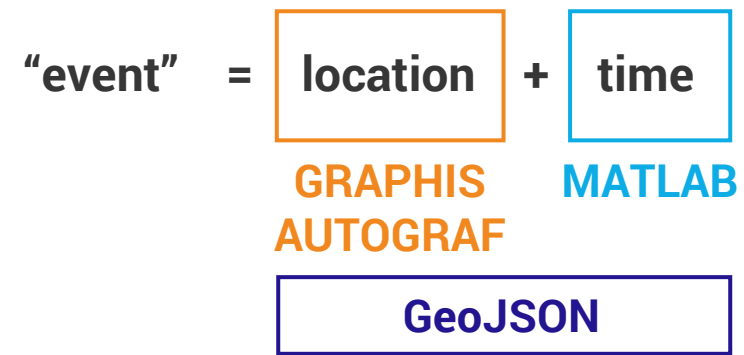 “event” = location + time
GRAPHIS MATLAB
AUTOGRAF
GeoJSON